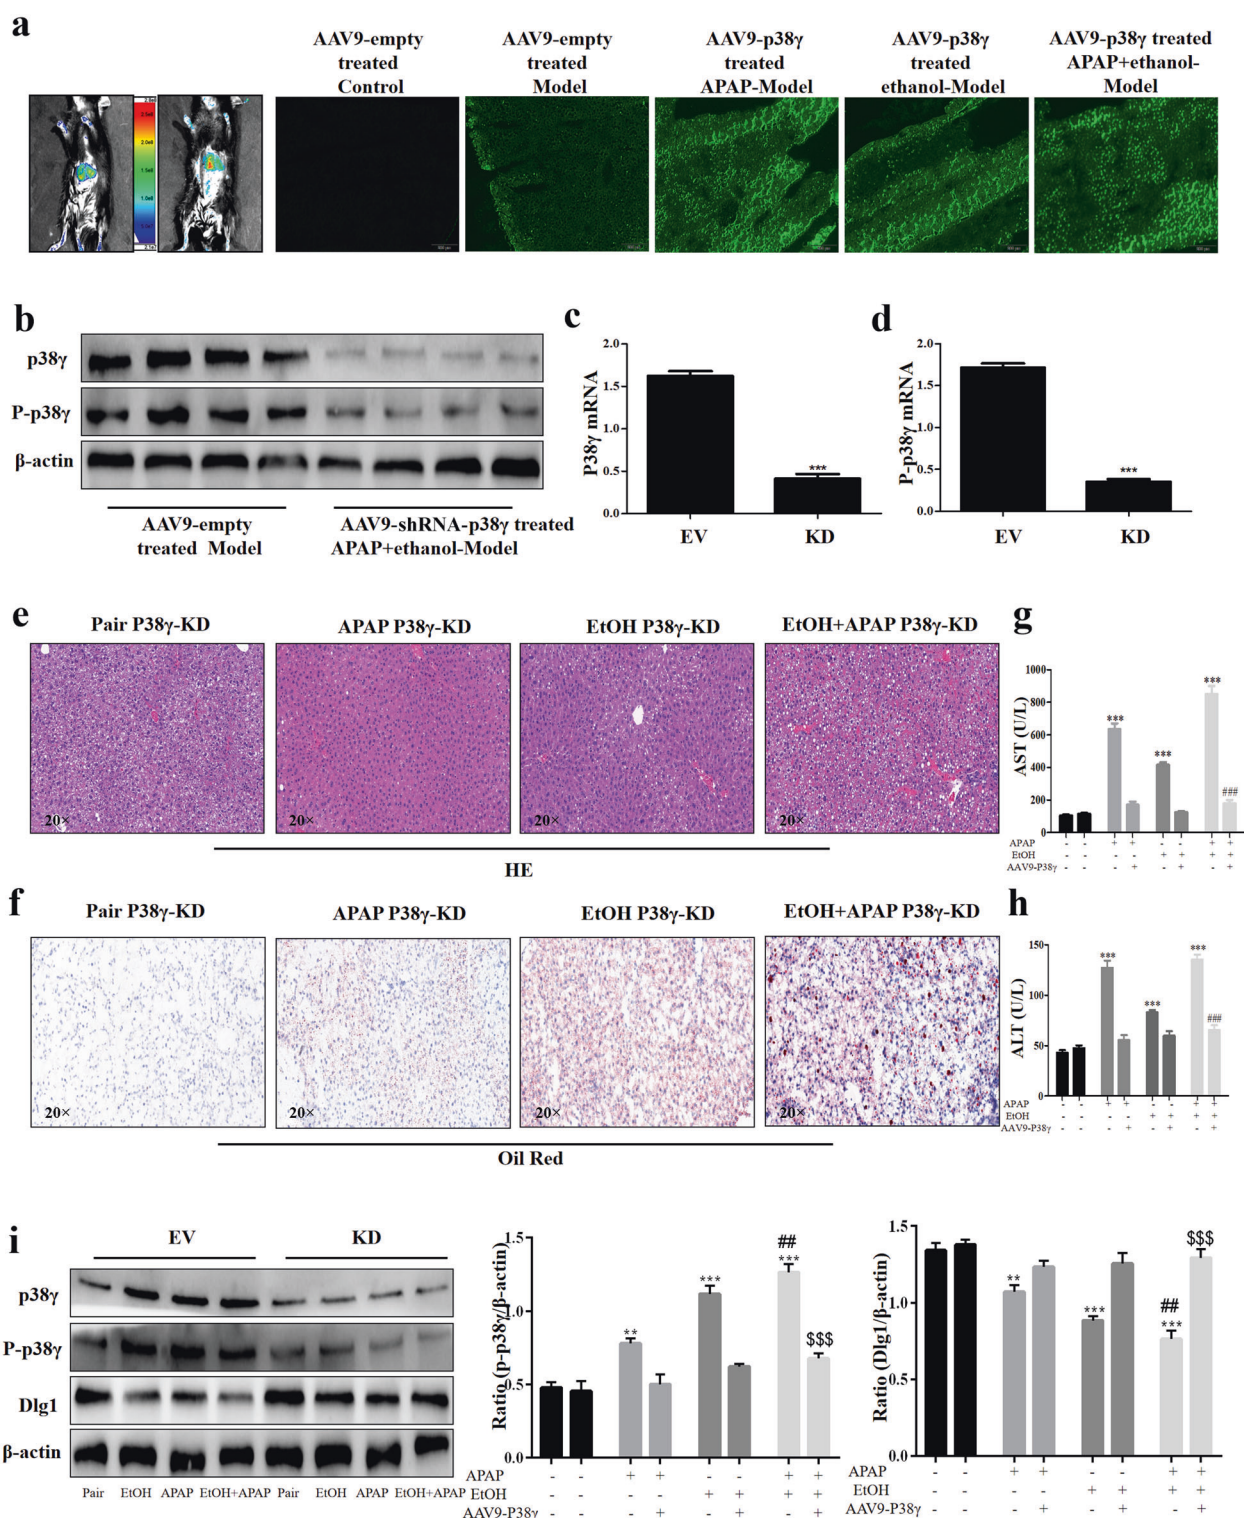 a
AAV9-empty
treated
Control
AAV9-empty
treated
Model
AAV9-p38γ
treated
APAP-Model
AAV9-p38γ
treated
ethanol-Model
AAV9-p38γ treated
APAP+ethanol-
Model
b
p38γ
P-p38γ
β-actin
AAV9-empty
treated Model
AAV9-shRNA-p38γ treated
APAP+ethanol-Model
c
P38γ mRNA
2.0
1.5
1.0
0.5
0.0
***
EV
KD
d
P-p38γ mRNA
2.0
1.5
1.0
0.5
0.0
***
EV
KD
e
Pair P38γ-KD
APAP P38γ-KD
EtOH P38γ-KD
EtOH+APAP P38γ-KD
20×
20×
20×
20×
HE
f
Pair P38γ-KD
APAP P38γ-KD
EtOH P38γ-KD
EtOH+APAP P38γ-KD
20×
20×
20×
20×
Oil Red
g
AST (U/L)
1000
800
600
400
200
0
*** *** *** ###
APAP - - + + - - + +
EtOH - - - - + + + +
AAV9-P38γ - - - + - + - +
h
ALT (U/L)
150
100
50
0
*** *** *** ###
APAP - - + + - - + +
EtOH - - - - + + + +
AAV9-P38γ - - - + - + - +
i
EV
KD
p38γ
P-p38γ
Dlg1
β-actin
Pair EtOH APAP EtOH+APAP Pair EtOH APAP EtOH+APAP
Ratio (p-p38γ/β-actin)
1.5
1.0
0.5
0.0
**
***
##
***
$$$
APAP - - + + - - + +
EtOH - - - - + + + +
AAV9-P38γ - - - + - + - +
Ratio (Dlg1/β-actin)
1.5
1.0
0.5
0.0
**
***
##
***
$$$
APAP - - + + - - + +
EtOH - - - - + + + +
AAV9-P38γ - - - + - + - +